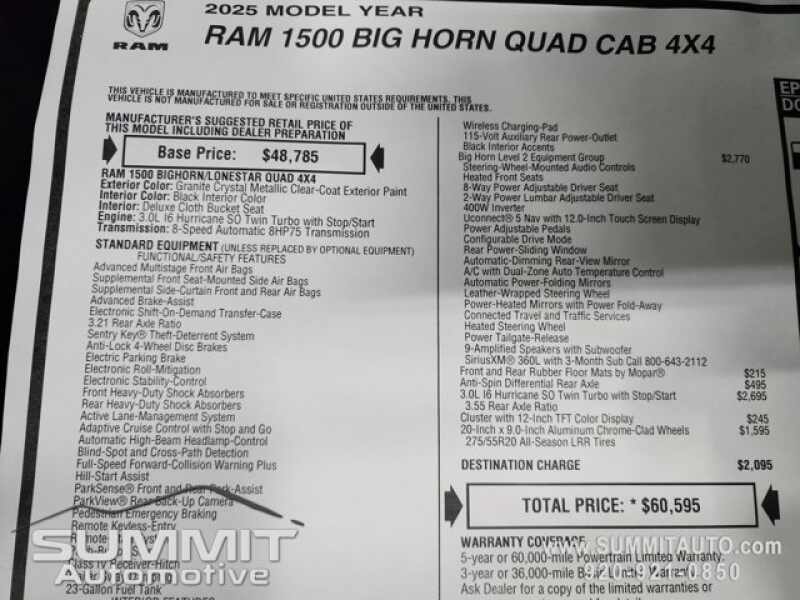 2025 MODEL YEAR
RAM 1500 BIG HORN QUAD CAB 4X4
RAM
THIS VEHICLE IS MANUFACTURED TO MEET SPECIFIC UNITED STATES REQUIREMENTS. THIS
VEHICLE IS NOT MANUFACTURED FOR SALE OR REGISTRATION OUTSIDE OF THE UNITED STATES.
MANUFACTURER'S SUGGESTED RETAIL PRICE OF
THIS MODEL INCLUDING DEALER PREPARATION
Base Price: $48,785
RAM 1500 BIGHORN/LONESTAR QUAD 4X4
Exterior Color: Granite Crystal Metallic Clear-Coat Exterior Paint
Interior Color: Black Interior Color
Interior: Deluxe Cloth Bucket Seat
Engine: 3.0L I6 Hurricane SO Twin Turbo with Stop/Start
Transmission: 8-Speed Automatic 8HP75 Transmission
STANDARD EQUIPMENT (UNLESS REPLACED BY OPTIONAL EQUIPMENT)
FUNCTIONAL/SAFETY FEATURES
Advanced Multistage Front Air Bags
Supplemental Front Seat-Mounted Side Air Bags
Supplemental Side-Curtain Front and Rear Air Bags
Advanced Brake-Assist
Electronic Shift-On-Demand Transfer-Case
3.21 Rear Axle Ratio
Sentry Key® Theft-Deterrent System
Anti-Lock 4-Wheel Disc Brakes
Electric Parking Brake
Electronic Roll-Mitigation
Electronic Stability-Control
Front Heavy-Duty Shock Absorbers
Rear Heavy-Duty Shock Absorbers
Active Lane-Management System
Adaptive Cruise Control with Stop and Go
Automatic High-Beam Headlamp-Control
Blind-Spot and Cross-Path Detection
Full-Speed Forward-Collision Warning Plus
Hill-Start Assist
ParkSense® Front and Rear Park-Assist
ParkView® Rear Back-Up Camera
Pedestrian Emergency Braking
Remote Keyless-Entry
Class IV Receiver-Hitch
23-Gallon Fuel Tank
INTERIOR FEATURES
Wireless Charging-Pad
115-Volt Auxiliary Rear Power-Outlet
Black Interior Accents
Big Horn Level 2 Equipment Group $2,770
Steering-Wheel-Mounted Audio Controls
Heated Front Seats
8-Way Power Adjustable Driver Seat
2-Way Power Lumbar Adjustable Driver Seat
400W Inverter
Uconnect® 5 Nav with 12.0-Inch Touch Screen Display
Power Adjustable Pedals
Configurable Drive Mode
Rear Power-Sliding Window
Automatic-Dimming Rear-View Mirror
A/C with Dual-Zone Auto Temperature Control
Automatic Power-Folding Mirrors
Leather-Wrapped Steering Wheel
Power-Heated Mirrors with Power Fold-Away
Connected Travel and Traffic Services
Heated Steering Wheel
Power Tailgate-Release
9-Amplified Speakers with Subwoofer
SiriusXM® 360L with 3-Month Sub Call 800-643-2112
Front and Rear Rubber Floor Mats by Mopar® $215
Anti-Spin Differential Rear Axle $495
3.0L I6 Hurricane SO Twin Turbo with Stop/Start $2,695
3.55 Rear Axle Ratio
Cluster with 12-Inch TFT Color Display $245
20-Inch x 9.0-Inch Aluminum Chrome-Clad Wheels $1,595
275/55R20 All-Season LRR Tires
DESTINATION CHARGE $2,095
TOTAL PRICE: * $60,595
WARRANTY COVERAGE
5-year or 60,000-mile Powertrain Limited Warranty.
3-year or 36,000-mile Basic Limited Warranty.
Ask Dealer for a copy of the limited warranties or
SUMMIT
Automotive
WWW.SUMMITAUTO.COM
920-921-0850